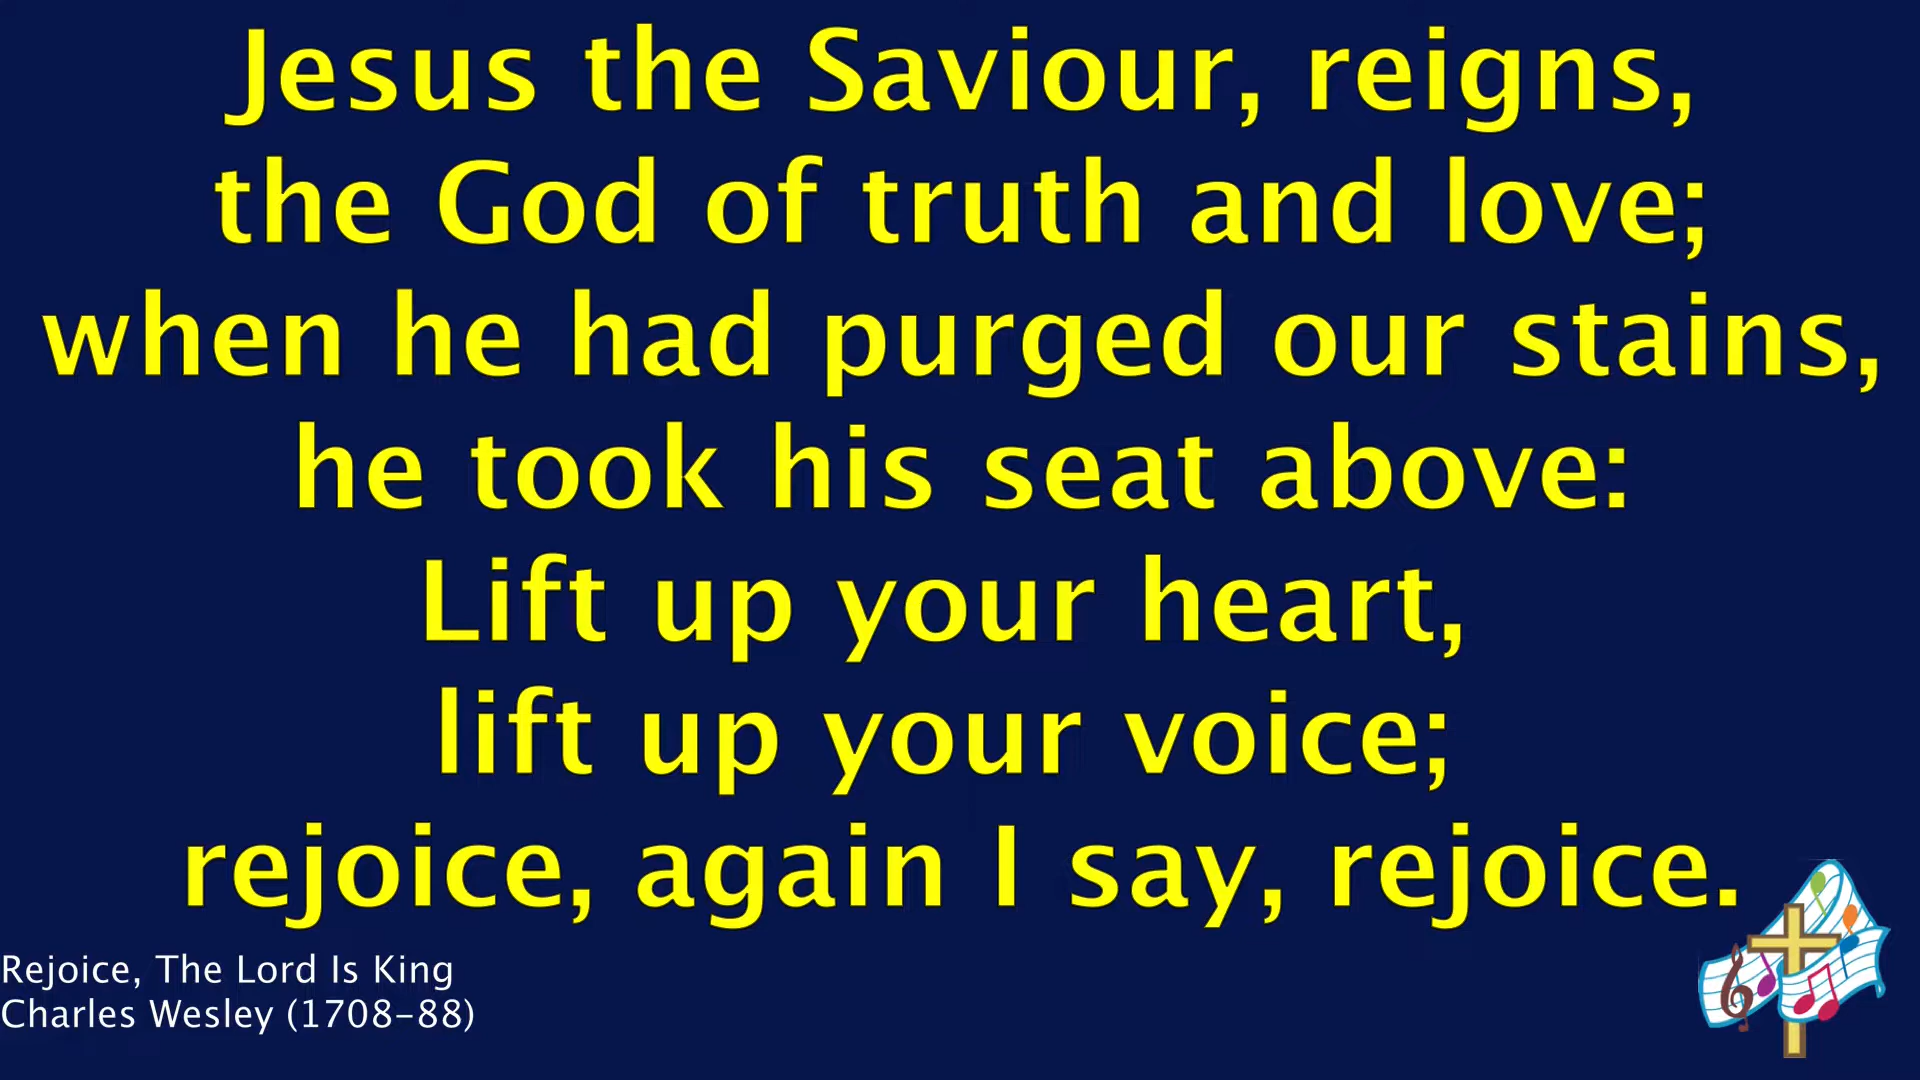 Jesus the Saviour, reigns,
the God of truth and love;
when he had purged our stains,
he took his seat above:
Lift up your heart,
lift up your voice;
rejoice, again I say, rejoice.
Rejoice, The Lord Is King
Charles Wesley (1708–88)